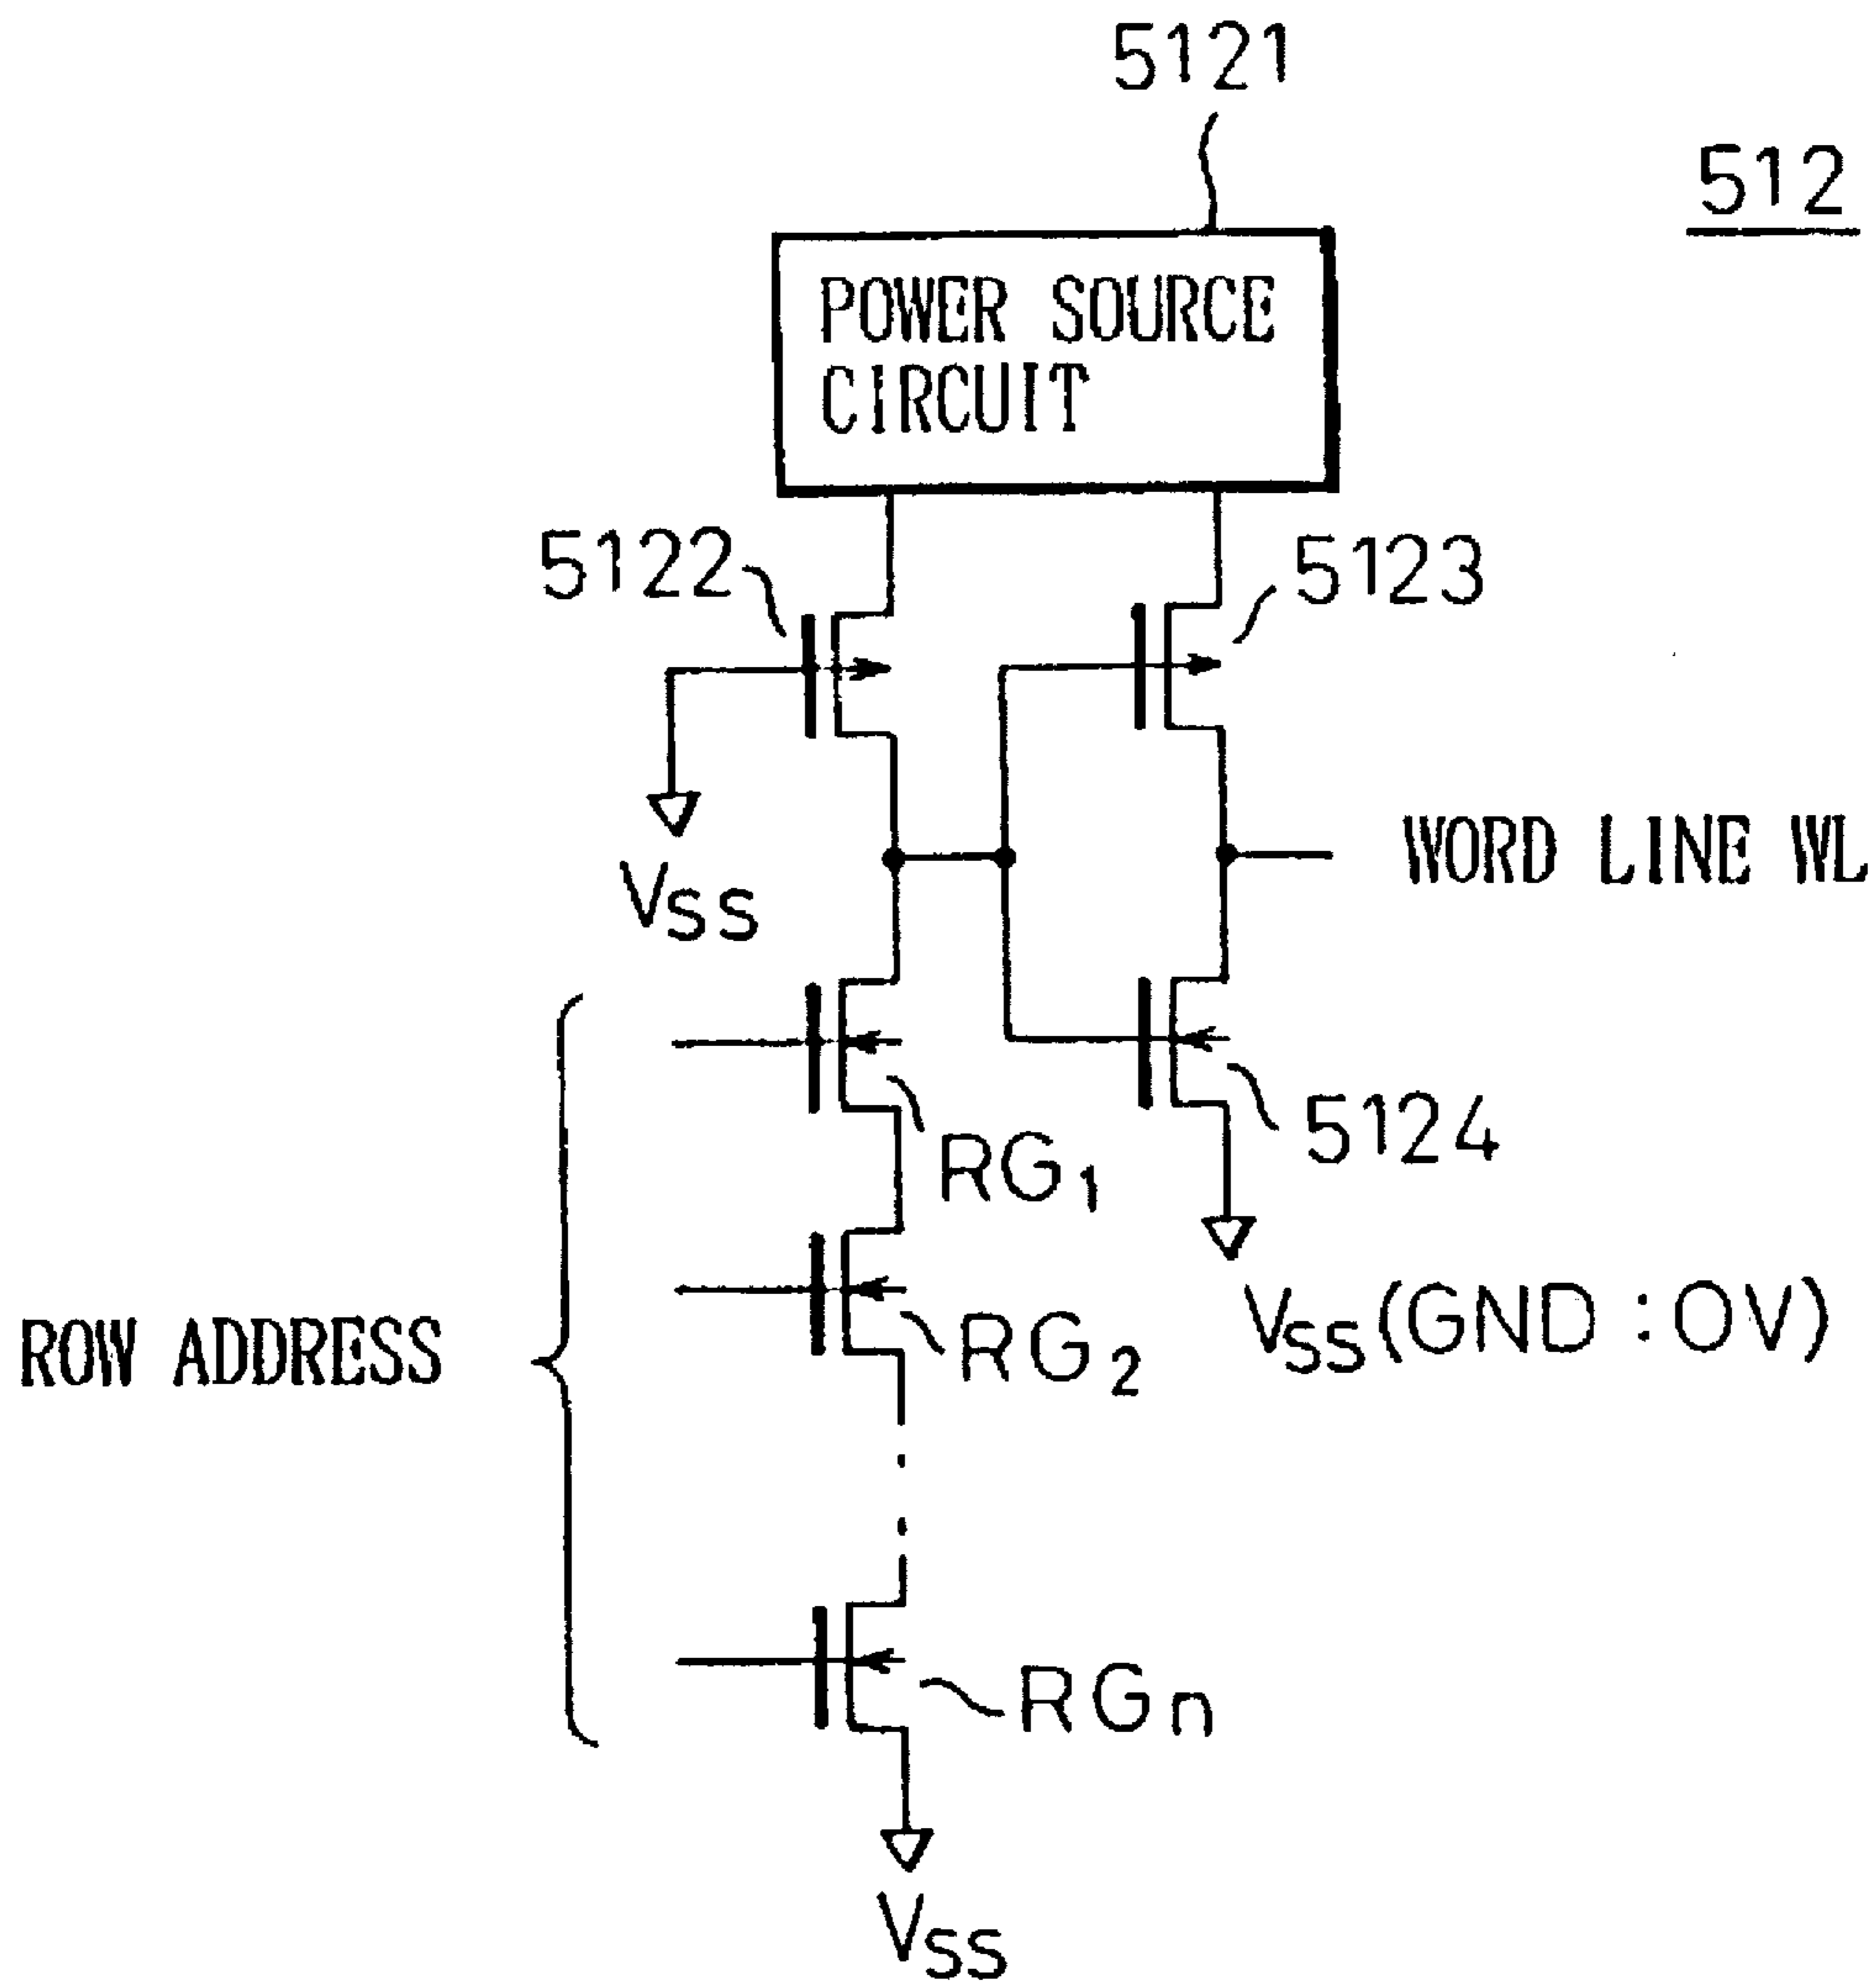 5121
512
POWER SOURCE
CIRCUIT
5122
5123
WORD LINE WL
VSS
RG1
5124
ROW ADDRESS
RG2
VSS (GND : 0V)
RGn
VSS